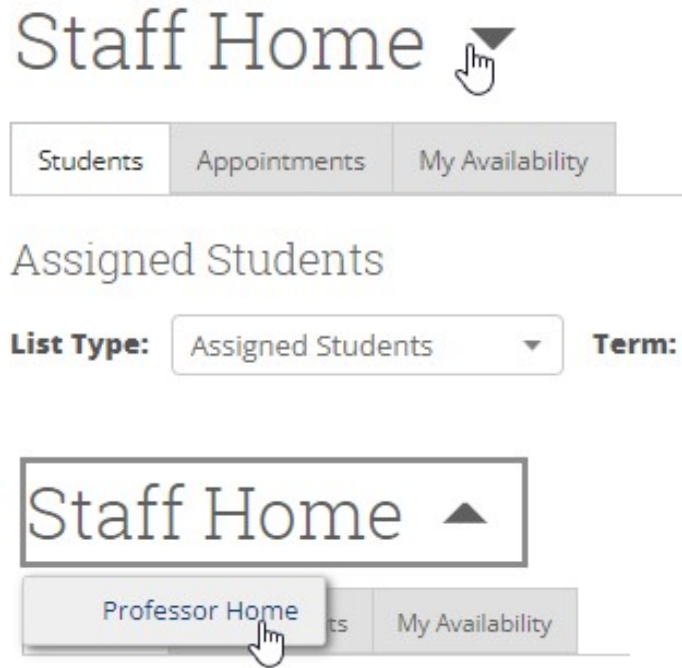 Staff Home
Students Appointments My Availability
Assigned Students
List Type: Assigned Students Term:
Staff Home
Professor Home ts My Availability